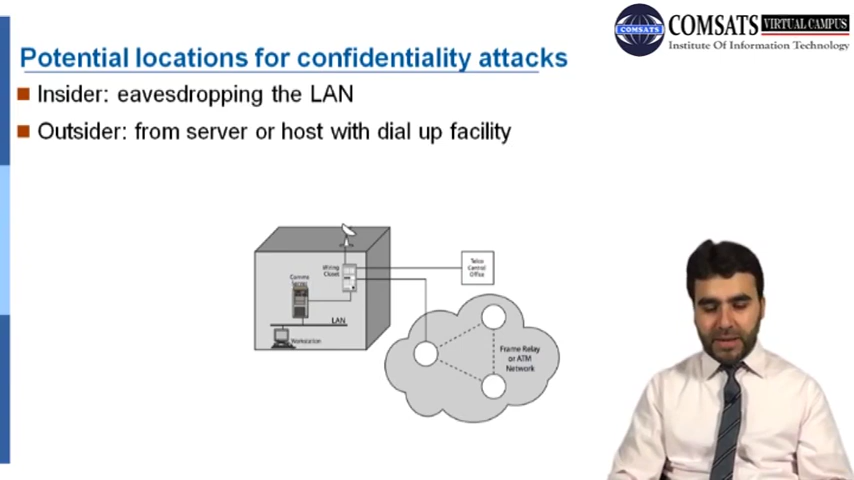 COMSATS VIRTUAL CAMPUS
COMSATS
Institute Of Information Technology
Potential locations for confidentiality attacks
Insider: eavesdropping the LAN
Outsider: from server or host with dial up facility
Wiring
Closet
Telco
Central
Office
Comms
Server
LAN
Workstation
Frame Relay
or ATM
Network